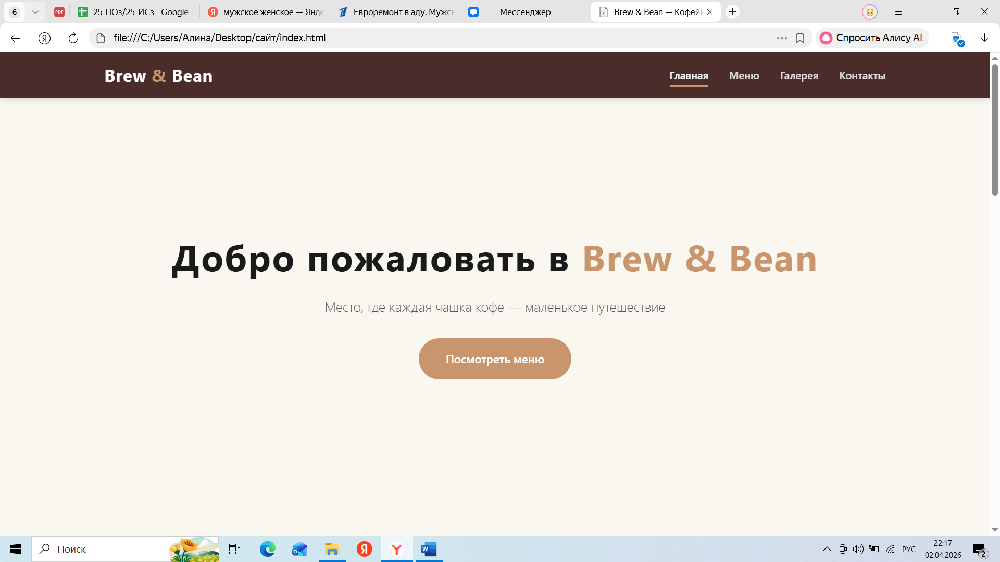 6
PDF
25-ПОз/25-ИСз - Google Т
Я
мужское женское — Янде
Евроремонт в аду. Мужск
Мессенджер
Brew & Bean — Кофейн
Я
file:///C:/Users/Алина/Desktop/сайт/index.html
Спросить Алису AI
Brew & Bean
Главная
Меню
Галерея
Контакты
Добро пожаловать в Brew & Bean
Место, где каждая чашка кофе — маленькое путешествие
Посмотреть меню
Поиск
РУС
22:17
02.04.2026
2